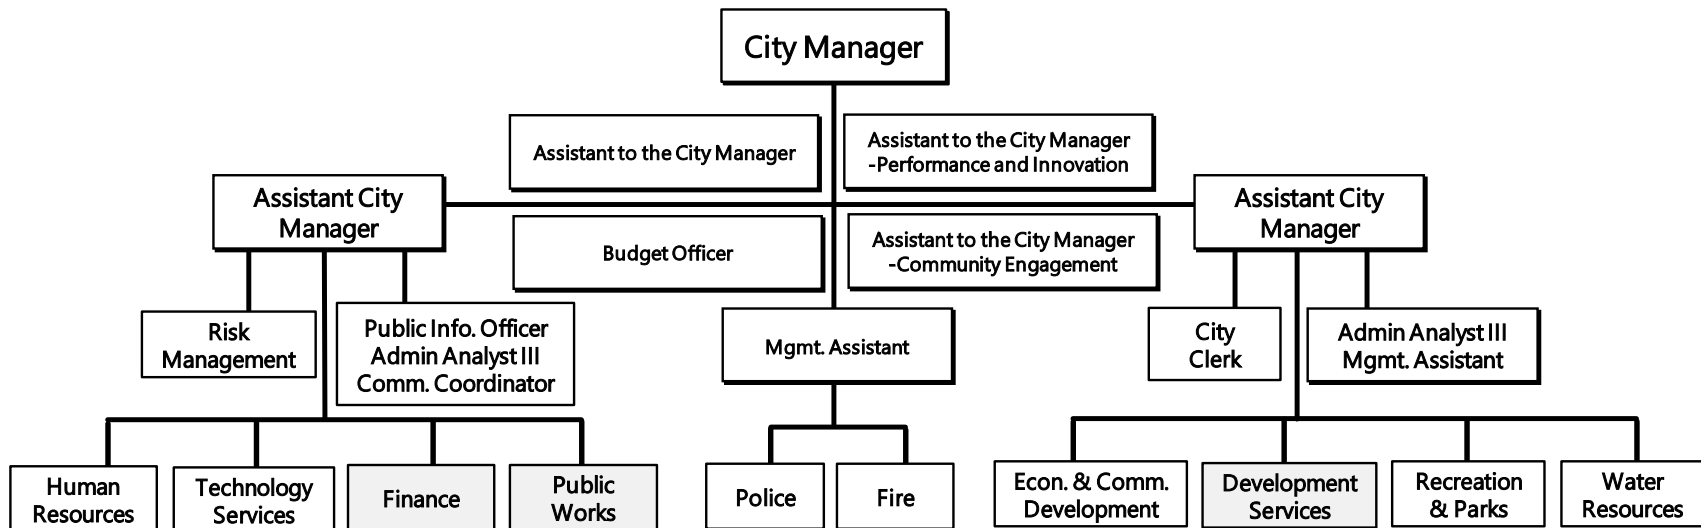 City Manager
Assistant to the City Manager
Assistant to the City Manager
-Performance and Innovation
Assistant City
Manager
Assistant City
Manager
Budget Officer
Assistant to the City Manager
-Community Engagement
Risk
Management
Public Info. Officer
Admin Analyst III
Comm. Coordinator
Mgmt. Assistant
City
Clerk
Admin Analyst III
Mgmt. Assistant
Human
Resources
Technology
Services
Finance
Public
Works
Police
Fire
Econ. & Comm.
Development
Development
Services
Recreation
& Parks
Water
Resources